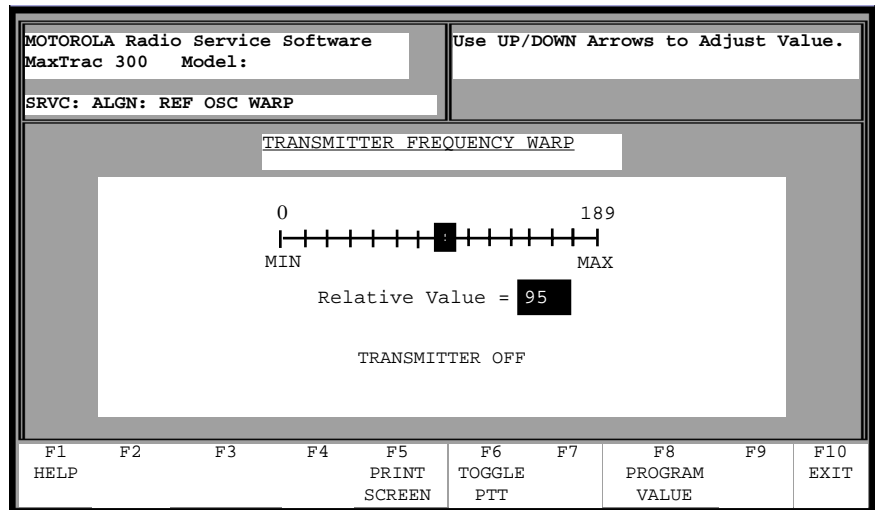 MOTOROLA Radio Service Software
MaxTrac 300 Model:
SRVC: ALGN: REF OSC WARP
Use UP/DOWN Arrows to Adjust Value.
TRANSMITTER FREQUENCY WARP
0 189
MIN MAX
Relative Value = 95
TRANSMITTER OFF
F1 F2 F3 F4 F5 F6 F7 F8 F9 F10
HELP PRINT TOGGLE PROGRAM EXIT
SCREEN PTT VALUE